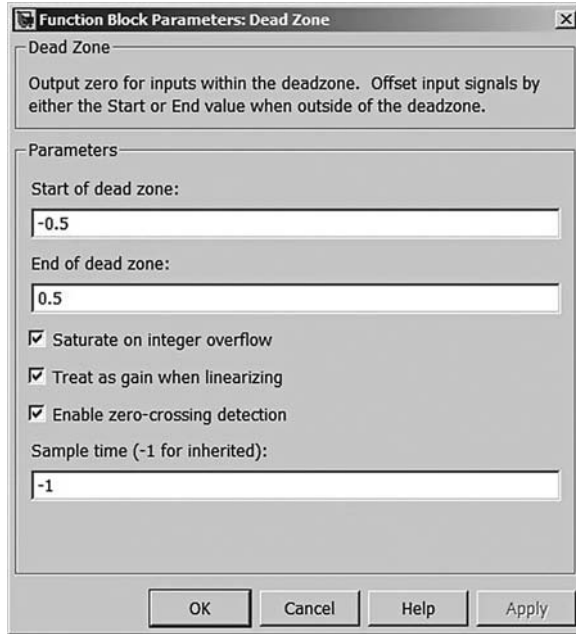 Function Block Parameters: Dead Zone
Dead Zone
Output zero for inputs within the deadzone. Offset input signals by
either the Start or End value when outside of the deadzone.
Parameters
Start of dead zone:
-0.5
End of dead zone:
0.5
Saturate on integer overflow
Treat as gain when linearizing
Enable zero-crossing detection
Sample time (-1 for inherited):
-1
OK
Cancel
Help
Apply